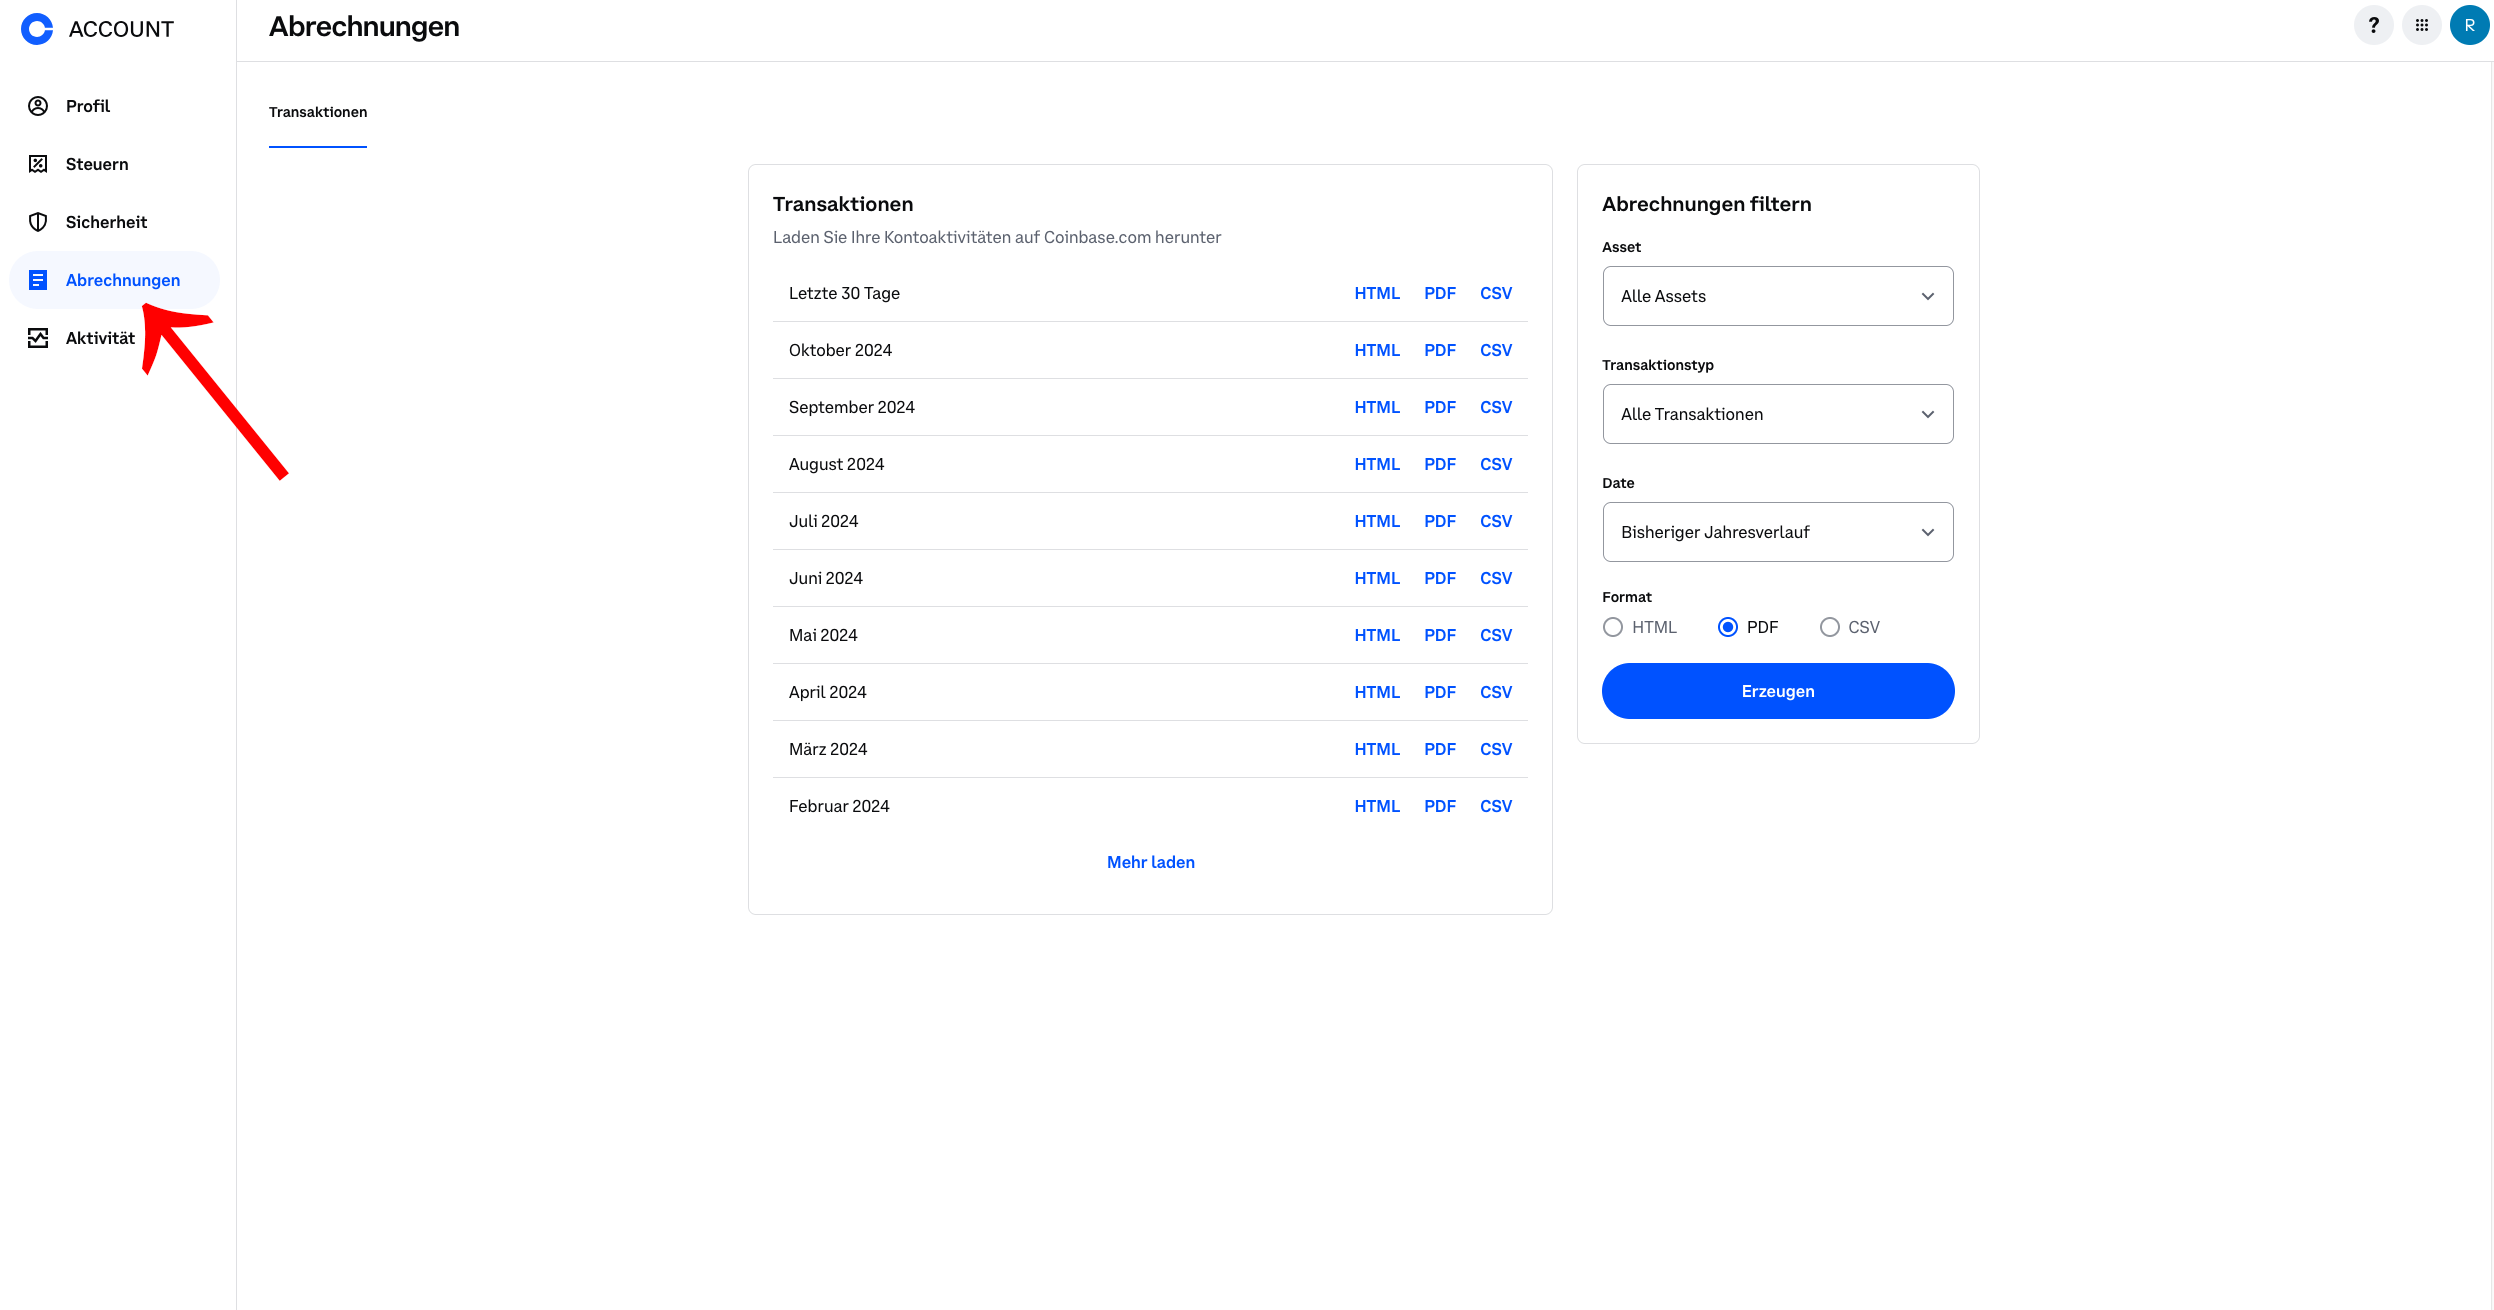 ACCOUNT
Abrechnungen
?
R
Profil
Steuern
Sicherheit
Abrechnungen
Aktivität
Transaktionen
Transaktionen
Laden Sie Ihre Kontoaktivitäten auf Coinbase.com herunter
Letzte 30 Tage HTML PDF CSV
Oktober 2024 HTML PDF CSV
September 2024 HTML PDF CSV
August 2024 HTML PDF CSV
Juli 2024 HTML PDF CSV
Juni 2024 HTML PDF CSV
Mai 2024 HTML PDF CSV
April 2024 HTML PDF CSV
März 2024 HTML PDF CSV
Februar 2024 HTML PDF CSV
Mehr laden
Abrechnungen filtern
Asset
Alle Assets
Transaktionstyp
Alle Transaktionen
Date
Bisheriger Jahresverlauf
Format
HTML PDF CSV
Erzeugen